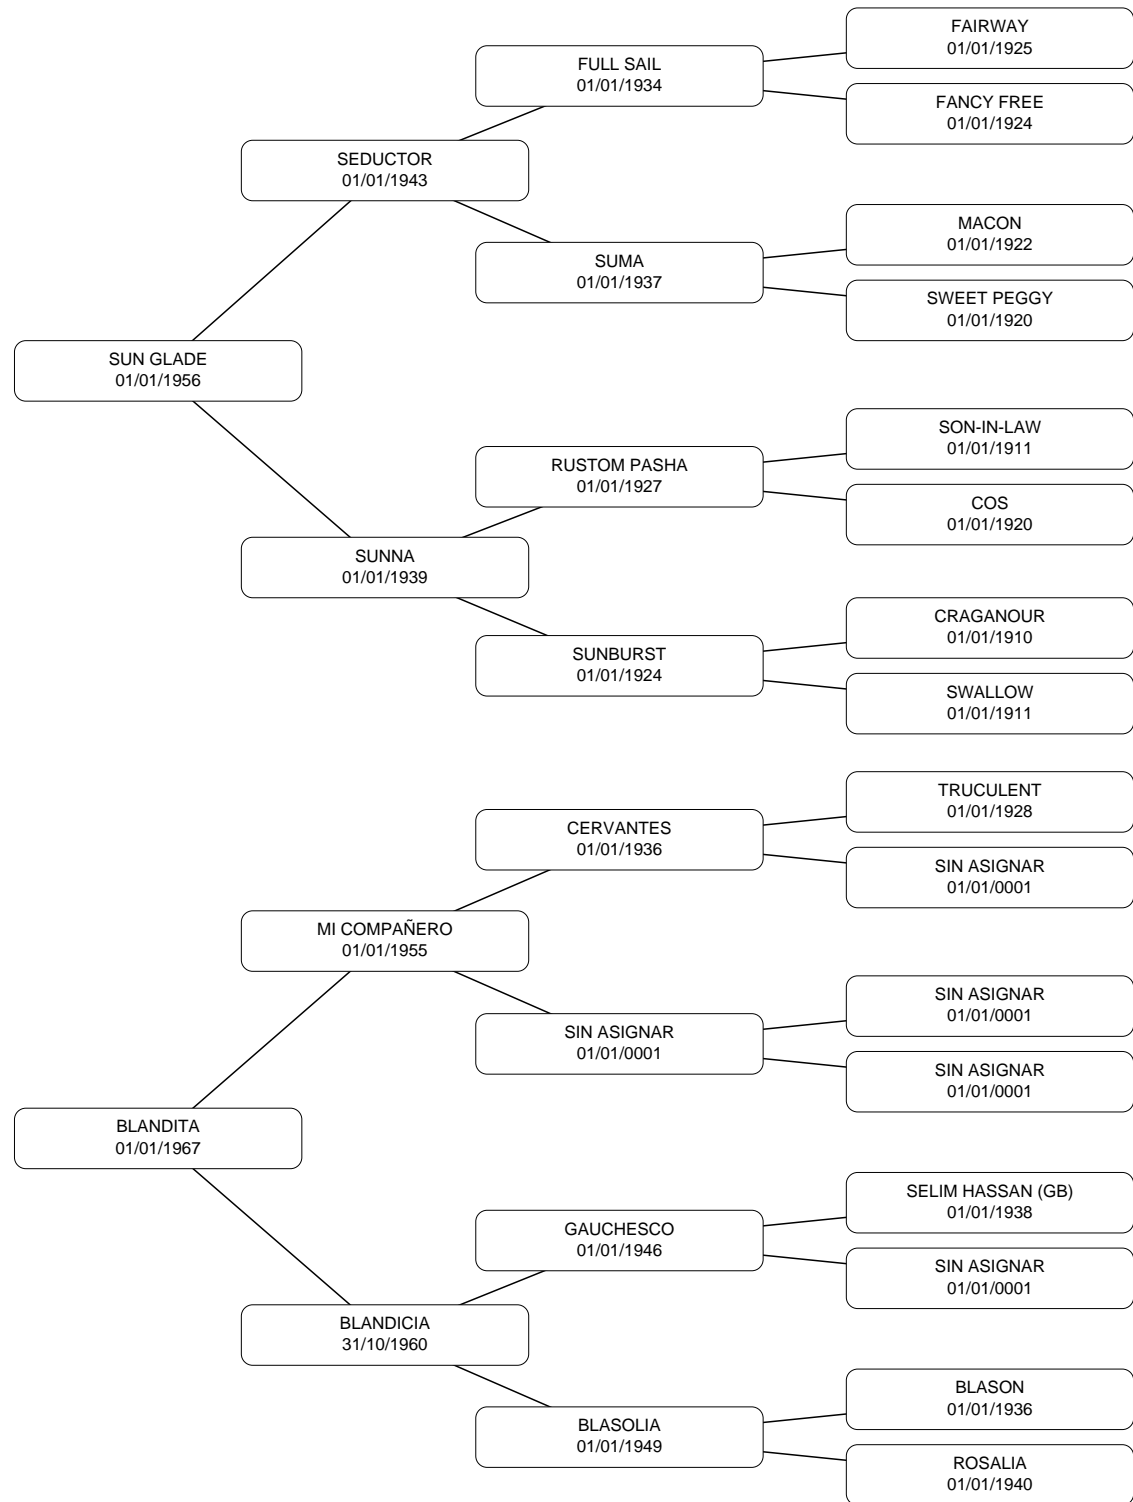 FAIRWAY
01/01/1925
FULL SAIL
01/01/1934
FANCY FREE
01/01/1924
SEDUCTOR
01/01/1943
MACON
01/01/1922
SUMA
01/01/1937
SWEET PEGGY
01/01/1920
SUN GLADE
01/01/1956
SON-IN-LAW
01/01/1911
RUSTOM PASHA
01/01/1927
COS
01/01/1920
SUNNA
01/01/1939
CRAGANOUR
01/01/1910
SUNBURST
01/01/1924
SWALLOW
01/01/1911
TRUCULENT
01/01/1928
CERVANTES
01/01/1936
SIN ASIGNAR
01/01/0001
MI COMPAÑERO
01/01/1955
SIN ASIGNAR
01/01/0001
SIN ASIGNAR
01/01/0001
SIN ASIGNAR
01/01/0001
BLANDITA
01/01/1967
SELIM HASSAN (GB)
01/01/1938
GAUCHESCO
01/01/1946
SIN ASIGNAR
01/01/0001
BLANDICIA
31/10/1960
BLASON
01/01/1936
BLASOLIA
01/01/1949
ROSALIA
01/01/1940